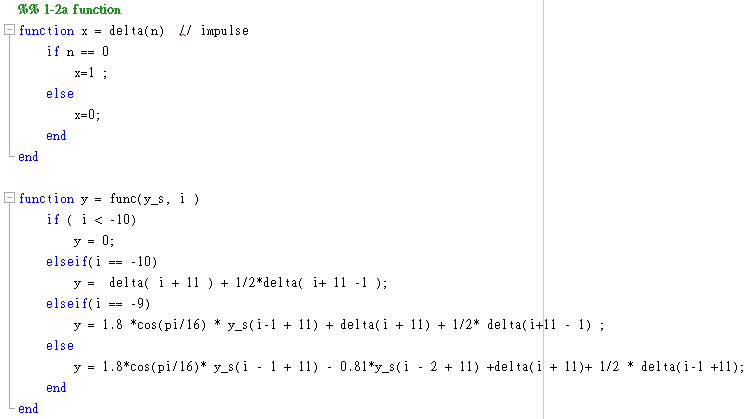 %% 1-2a function
function x = delta(n)  // impulse
    if n == 0
        x=1 ;
    else
        x=0;
    end
end

function y = func(y_s, i )
    if ( i < -10)
        y = 0;
    elseif(i == -10)
        y =  delta( i + 11 ) + 1/2*delta( i+ 11 -1 );
    elseif(i == -9)
        y = 1.8 *cos(pi/16) * y_s(i-1 + 11) + delta(i + 11) + 1/2* delta(i+11 - 1) ;
    else
        y = 1.8*cos(pi/16)* y_s(i - 1 + 11) - 0.81*y_s(i - 2 + 11) +delta(i + 11)+ 1/2 * delta(i-1 +11);
    end
end